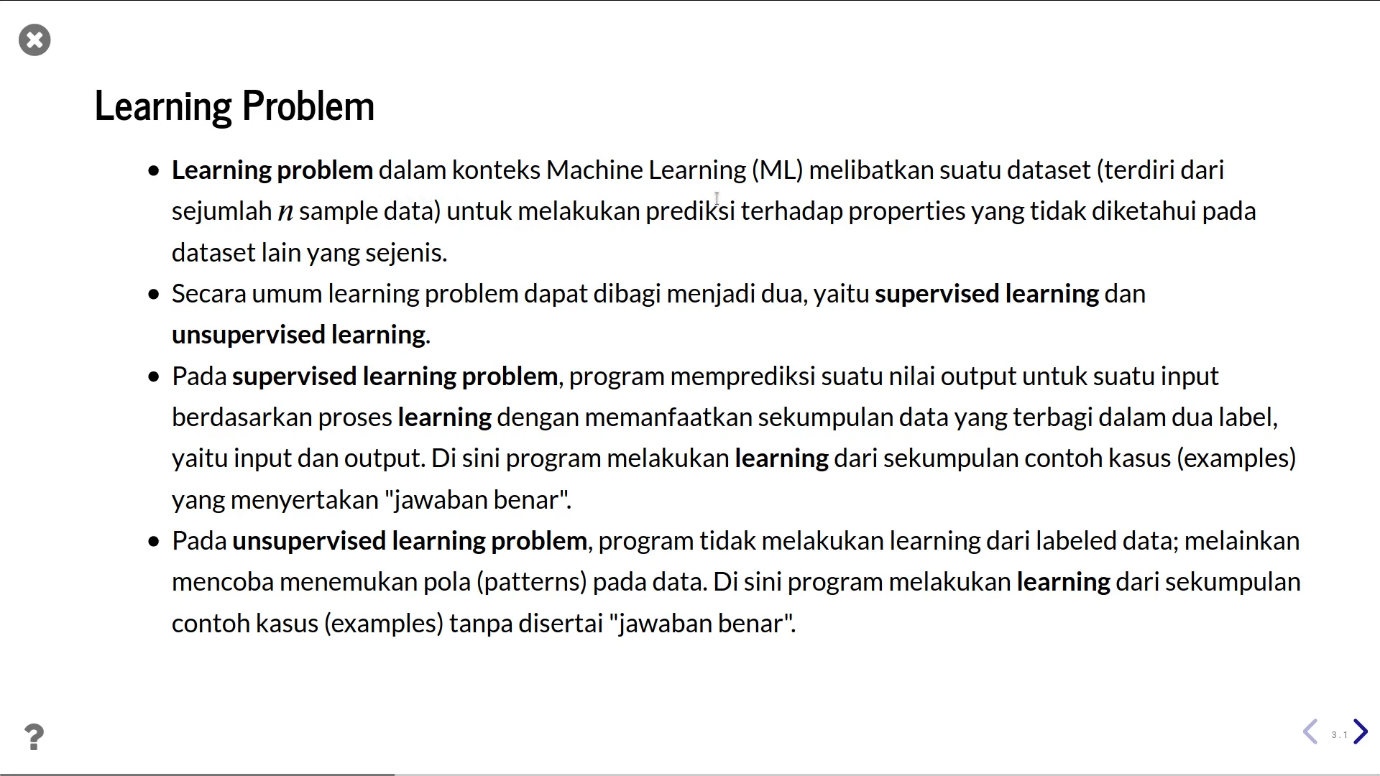 Learning Problem
• Learning problem dalam konteks Machine Learning (ML) melibatkan suatu dataset (terdiri dari
sejumlah n sample data) untuk melakukan prediksi terhadap properties yang tidak diketahui pada
dataset lain yang sejenis.
• Secara umum learning problem dapat dibagi menjadi dua, yaitu supervised learning dan
unsupervised learning.
• Pada supervised learning problem, program memprediksi suatu nilai output untuk suatu input
berdasarkan proses learning dengan memanfaatkan sekumpulan data yang terbagi dalam dua label,
yaitu input dan output. Di sini program melakukan learning dari sekumpulan contoh kasus (examples)
yang menyertakan "jawaban benar".
• Pada unsupervised learning problem, program tidak melakukan learning dari labeled data; melainkan
mencoba menemukan pola (patterns) pada data. Di sini program melakukan learning dari sekumpulan
contoh kasus (examples) tanpa disertai "jawaban benar".
?
3.1